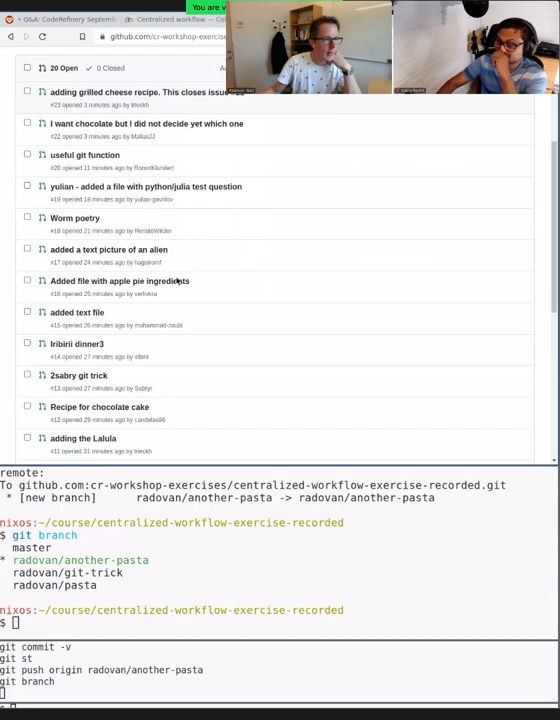 You are v
Q&A: CodeRefinery Septemb
Centralized workflow — Co
github.com/cr-workshop-exercise
20 Open
0 Closed
adding grilled cheese recipe. This closes issue
#23 opened 3 minutes ago by trieckh
I want chocolate but I did not decide yet which one
#22 opened 3 minutes ago by MatiasJJ
useful git function
#20 opened 11 minutes ago by RomvdKlundert
yulian - added a file with python/julia test question
#19 opened 18 minutes ago by yulian-gavrilov
Worm poetry
#18 opened 21 minutes ago by RenateWilcke
added a text picture of an alien
#17 opened 24 minutes ago by hagstromf
Added file with apple pie ingredients
#16 opened 25 minutes ago by
added text file
#15 opened 26 minutes ago by mohammad-zoubi
Iribirii dinner3
#14 opened 27 minutes ago by
2sabry git trick
#13 opened 27 minutes ago by Sabryr
Recipe for chocolate cake
#12 opened 29 minutes ago by candelas96
adding the Lalula
#11 opened 31 minutes ago by trieckh
remote:
To github.com:cr-workshop-exercises/centralized-workflow-exercise-recorded.git
* [new branch] radovan/another-pasta -> radovan/another-pasta
nixos:~/course/centralized-workflow-exercise-recorded
$ git branch
master
* radovan/another-pasta
radovan/git-trick
radovan/pasta
nixos:~/course/centralized-workflow-exercise-recorded
$
git commit -v
git st
git push origin radovan/another-pasta
git branch